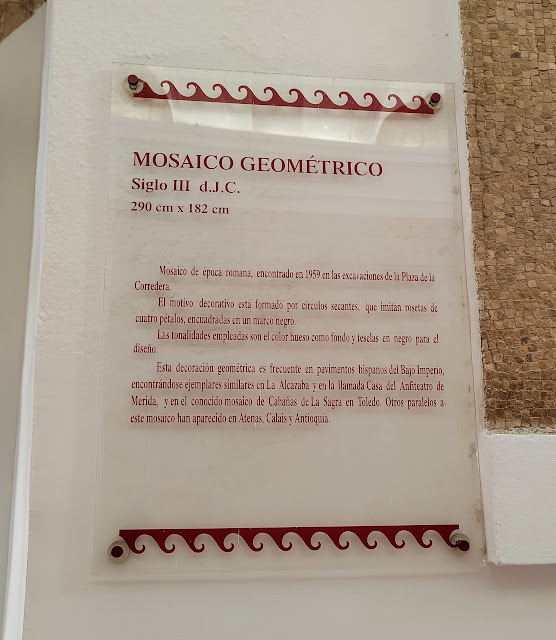 MOSAICO GEOMÉTRICO
Siglo III d.J.C.
290 cm x 182 cm
Mosaico de época romana, encontrado en 1959 en las excavaciones de la Plaza de la
Corredera.
El motivo decorativo está formado por círculos secantes, que imitan rosetas de
cuatro pétalos, encuadradas en un marco negro.
Las tonalidades empleadas son el color hueso como fondo y teselas en negro para el
diseño.
Esta decoración geométrica es frecuente en pavimentos hispanos del Bajo Imperio,
encontrándose ejemplares similares en La Alcazaba y en la llamada Casa del Anfiteatro de
Merida, y en el conocido mosaico de Cabañas de La Sagra en Toledo. Otros paralelos a
este mosaico han aparecido en Atenas, Calais y Antioquia.